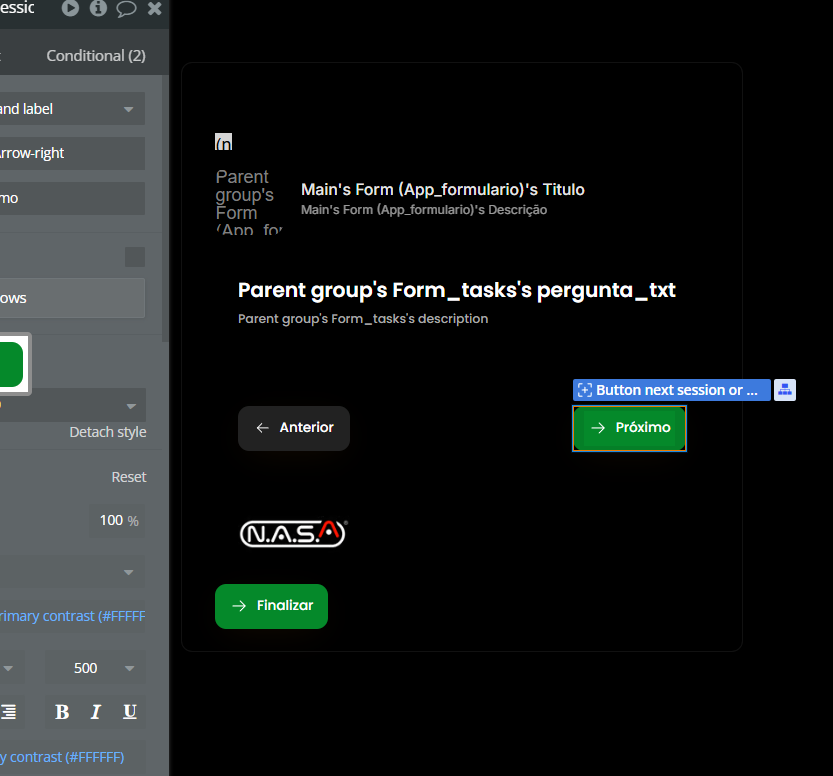 essic
Conditional (2)
and label
Arrow-right
mo
ows
Detach style
Reset
100 %
rimary contrast (#FFFFF
500
B I U
y contrast (#FFFFFF)
(n
Parent
group's
Form
(App_for
Main's Form (App_formulario)'s Titulo
Main's Form (App_formulario)'s Descrição
Parent group's Form_tasks's pergunta_txt
Parent group's Form_tasks's description
Button next session or ...
Anterior
Próximo
N.A.S.A
Finalizar